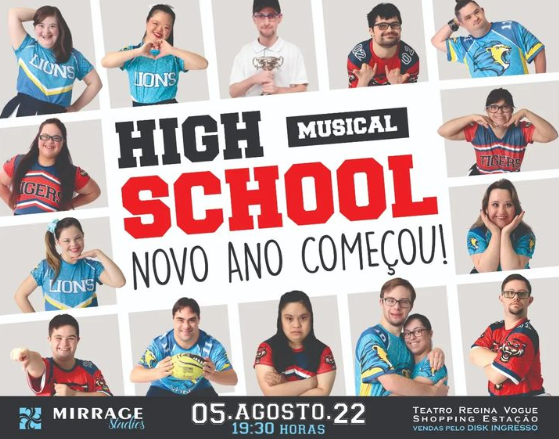 LIONS
LIONS
HIGH
MUSICAL
SCHOOL
NOVO ANO COMEÇOU!
TIGERS
TIGERS
LIONS
MIRRAGE
Studios
05.AGOSTO.22
19:30 HORAS
TEATRO REGINA VOGUE
SHOPPING ESTAÇÃO
VENDAS PELO DISK INGRESSO